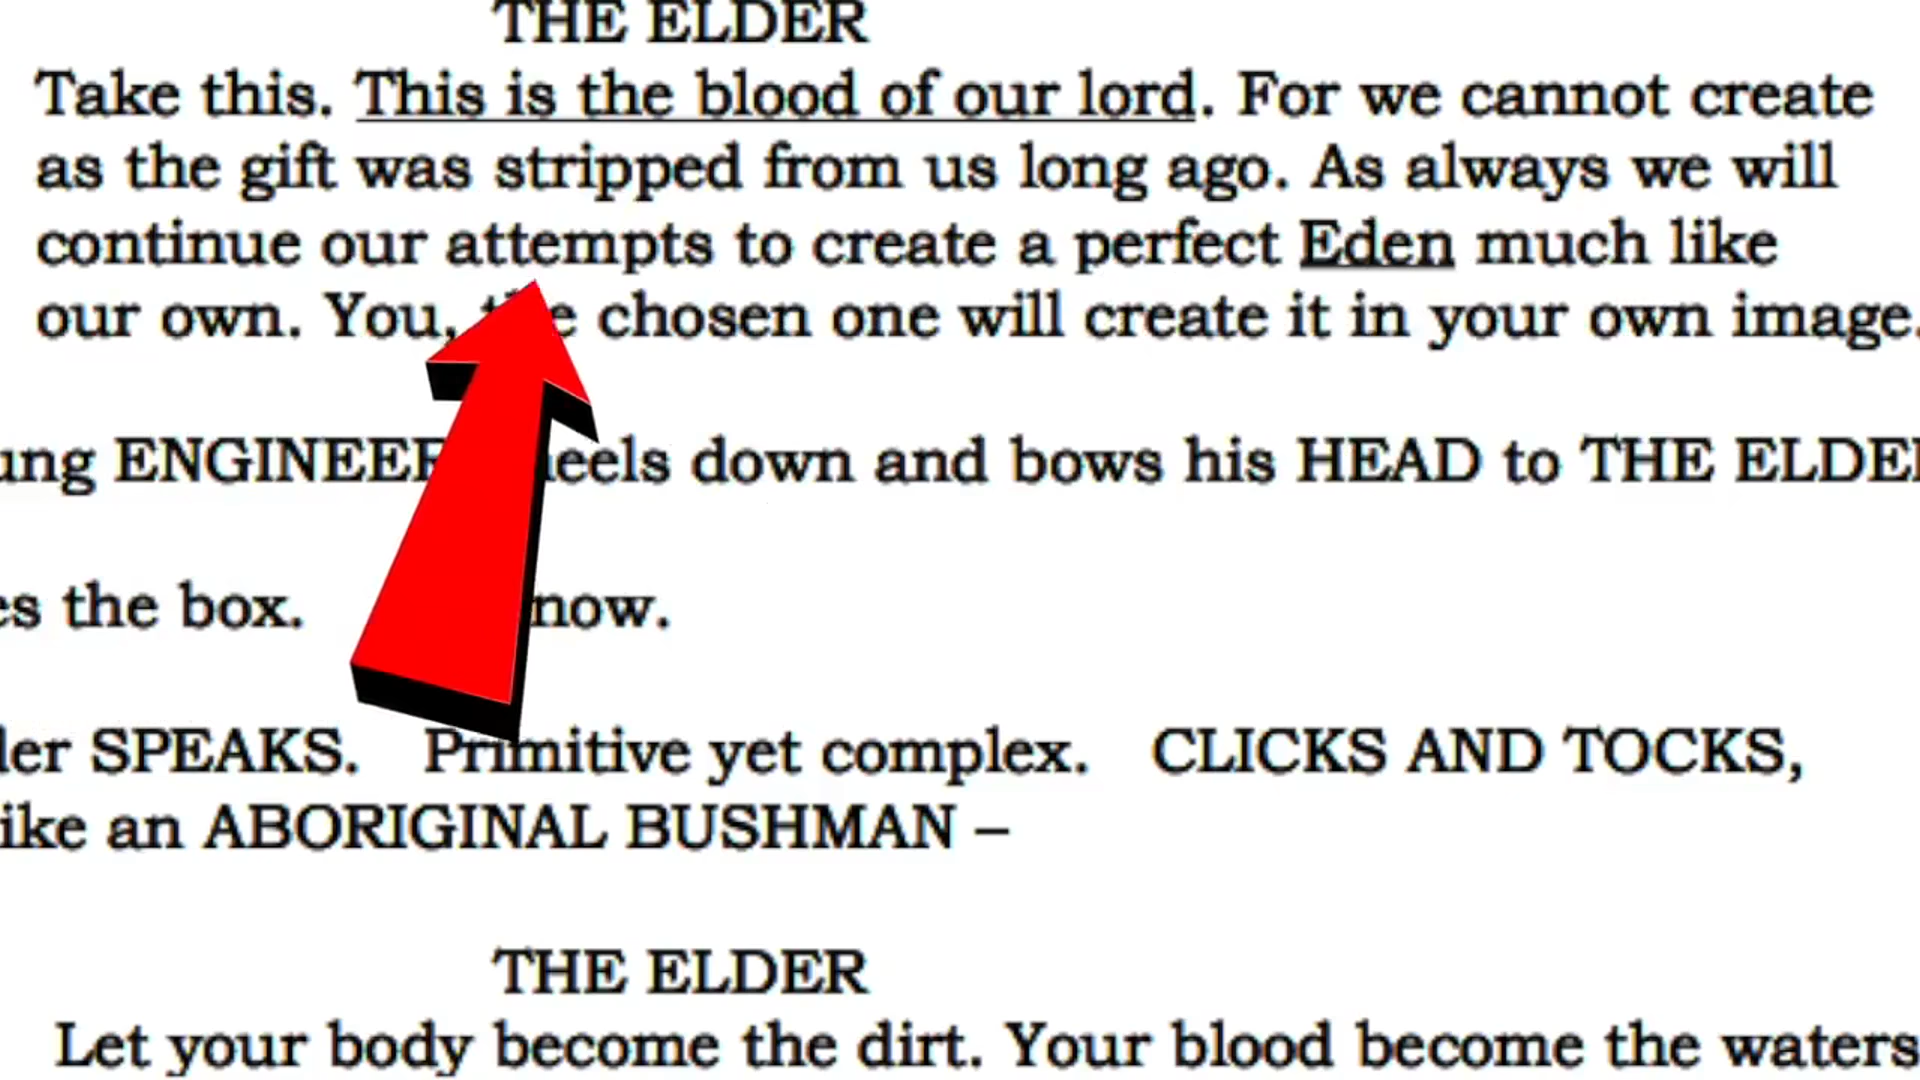 THE ELDER
Take this. This is the blood of our lord. For we cannot create
as the gift was stripped from us long ago. As always we will
continue our attempts to create a perfect Eden much like
our own. You, the chosen one will create it in your own image.
ENGINEER down and bows his HEAD to THE ELDER
the box. now.
SPEAKS. Primitive yet complex. CLICKS AND TOCKS,
an ABORIGINAL BUSHMAN –
THE ELDER
Let your body become the dirt. Your blood become the waters